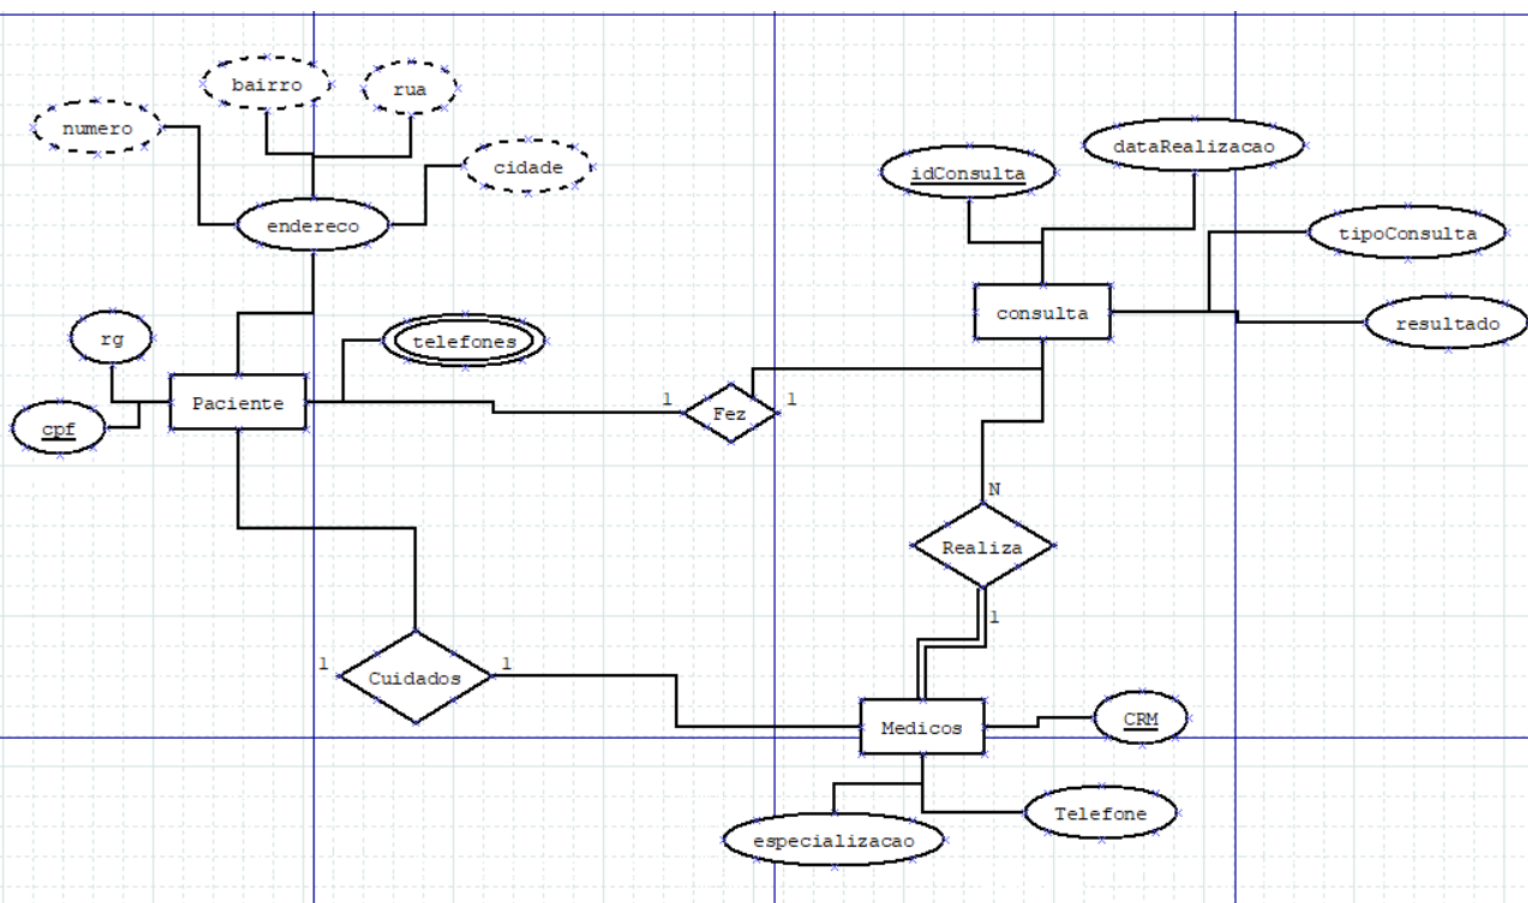 bairro
rua
numero
cidade
endereco
dataRealizacao
idConsulta
tipoConsulta
consulta
resultado
rg
telefones
Paciente
cpf
1
Fez
1
N
Realiza
1
Cuidados
1
1
Medicos
CRM
Telefone
especializacao